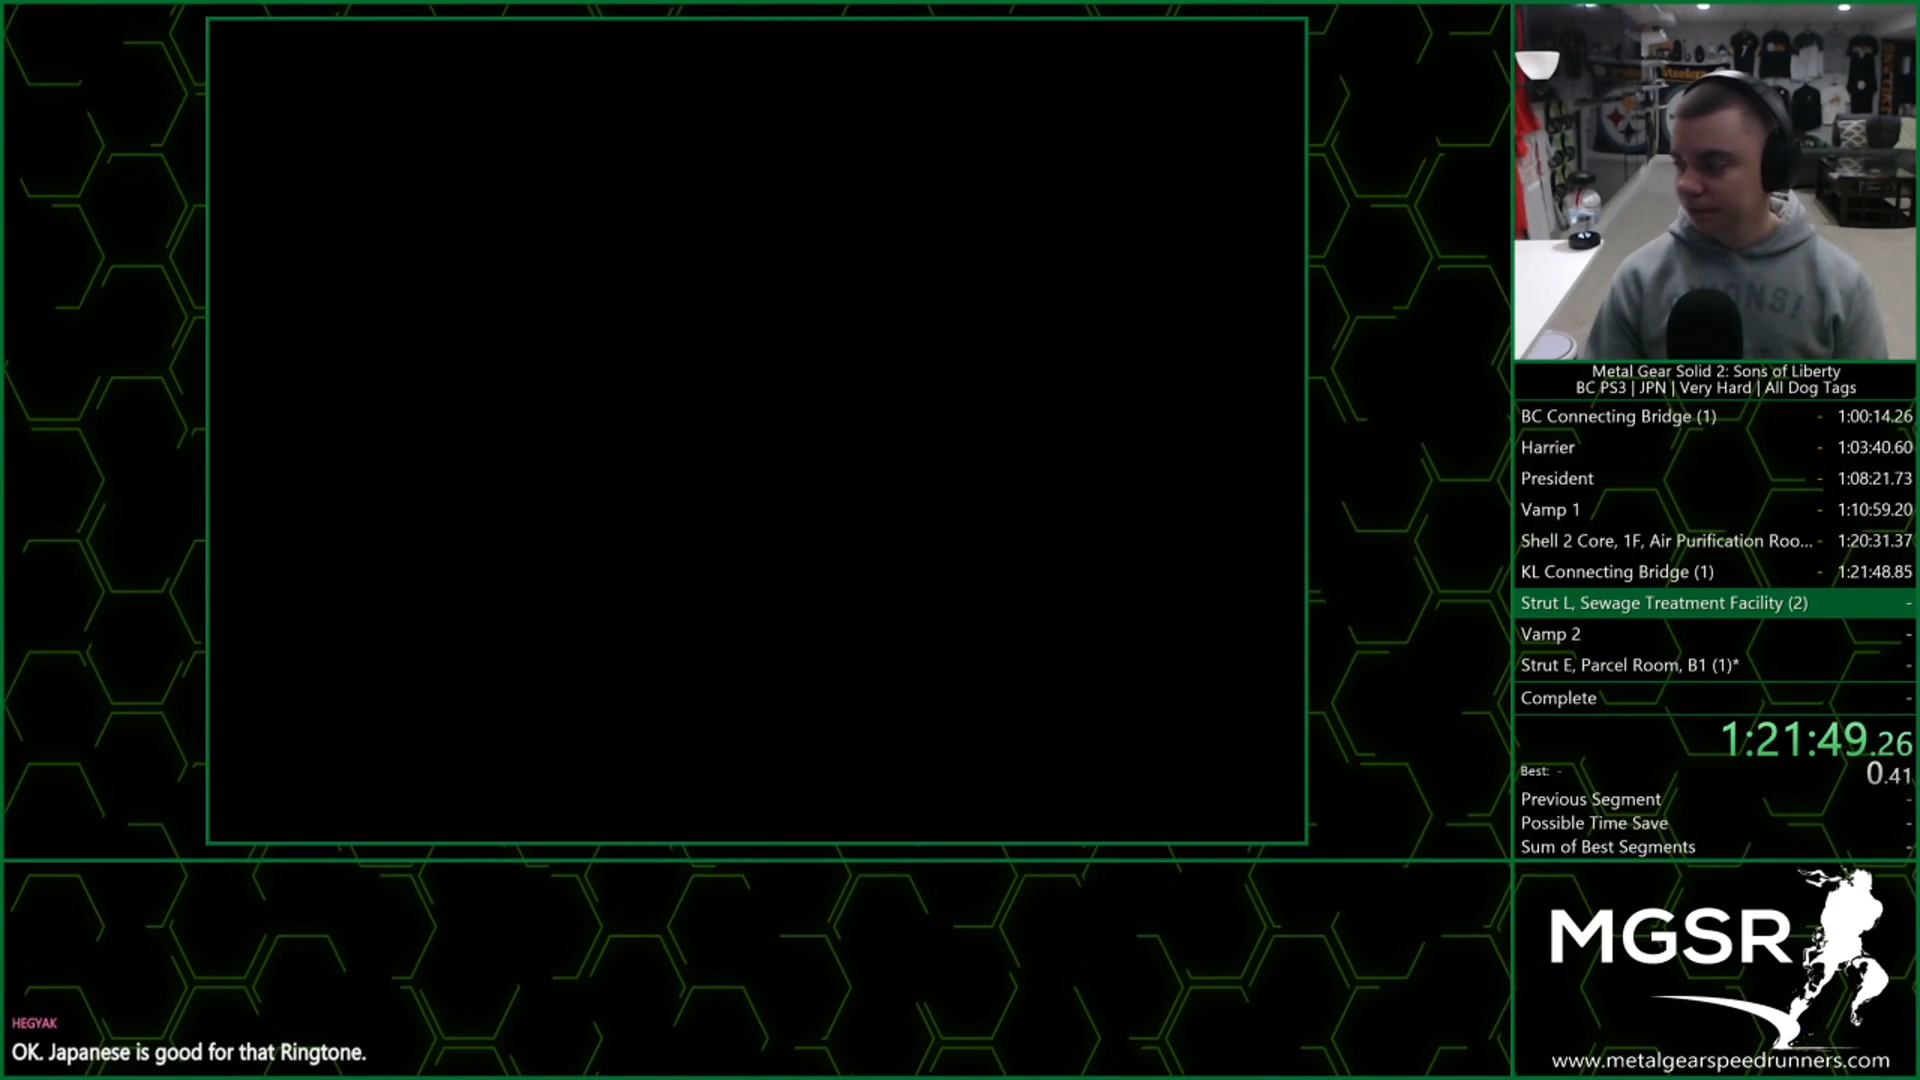 Steelers
Metal Gear Solid 2: Sons of Liberty
BC PS3 | JPN | Very Hard | All Dog Tags
BC Connecting Bridge (1) - 1:00:14.26
Harrier - 1:03:40.60
President - 1:08:21.73
Vamp 1 - 1:10:59.20
Shell 2 Core, 1F, Air Purification Roo... - 1:20:31.37
KL Connecting Bridge (1) - 1:21:48.85
Strut L, Sewage Treatment Facility (2) -
Vamp 2 -
Strut E, Parcel Room, B1 (1)* -
Complete -
1:21:49.26
Best: - 0.41
Previous Segment -
Possible Time Save -
Sum of Best Segments -
MGSR
www.metalgearspeedrunners.com
HEGYAK
OK. Japanese is good for that Ringtone.